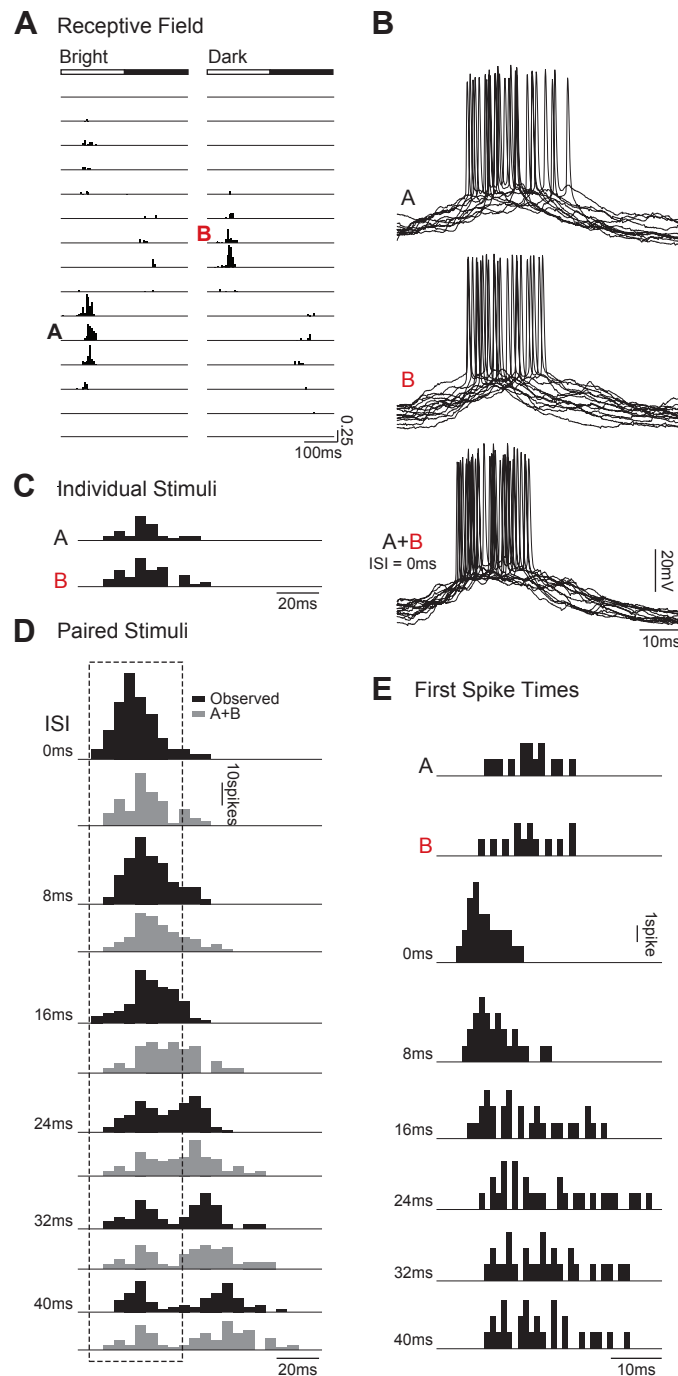 A Receptive Field
Bright
Dark
B
A
0.25
100ms
B
A
B
A+B
ISI = 0ms
20mV
10ms
C Individual Stimuli
A
B
20ms
D Paired Stimuli
ISI
Observed
A+B
10spikes
0ms
8ms
16ms
24ms
32ms
40ms
20ms
E First Spike Times
A
B
0ms
1spike
8ms
16ms
24ms
32ms
40ms
10ms